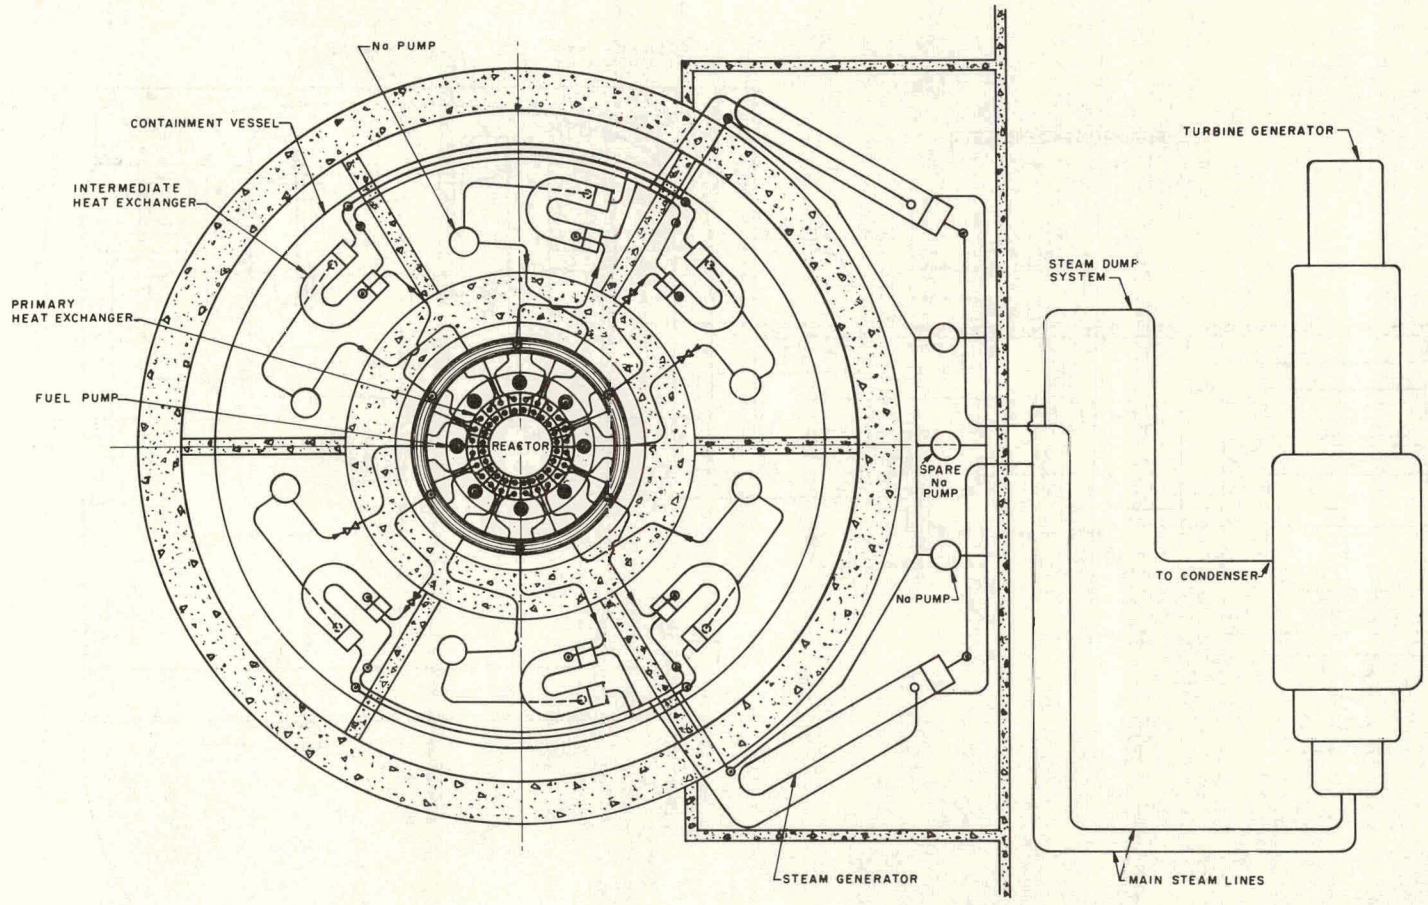 Na PUMP
CONTAINMENT VESSEL
TURBINE GENERATOR
INTERMEDIATE
HEAT EXCHANGER
STEAM DUMP
SYSTEM
PRIMARY
HEAT EXCHANGER
FUEL PUMP
REACTOR
SPARE
Na
PUMP
TO CONDENSER
Na PUMP
STEAM GENERATOR
MAIN STEAM LINES